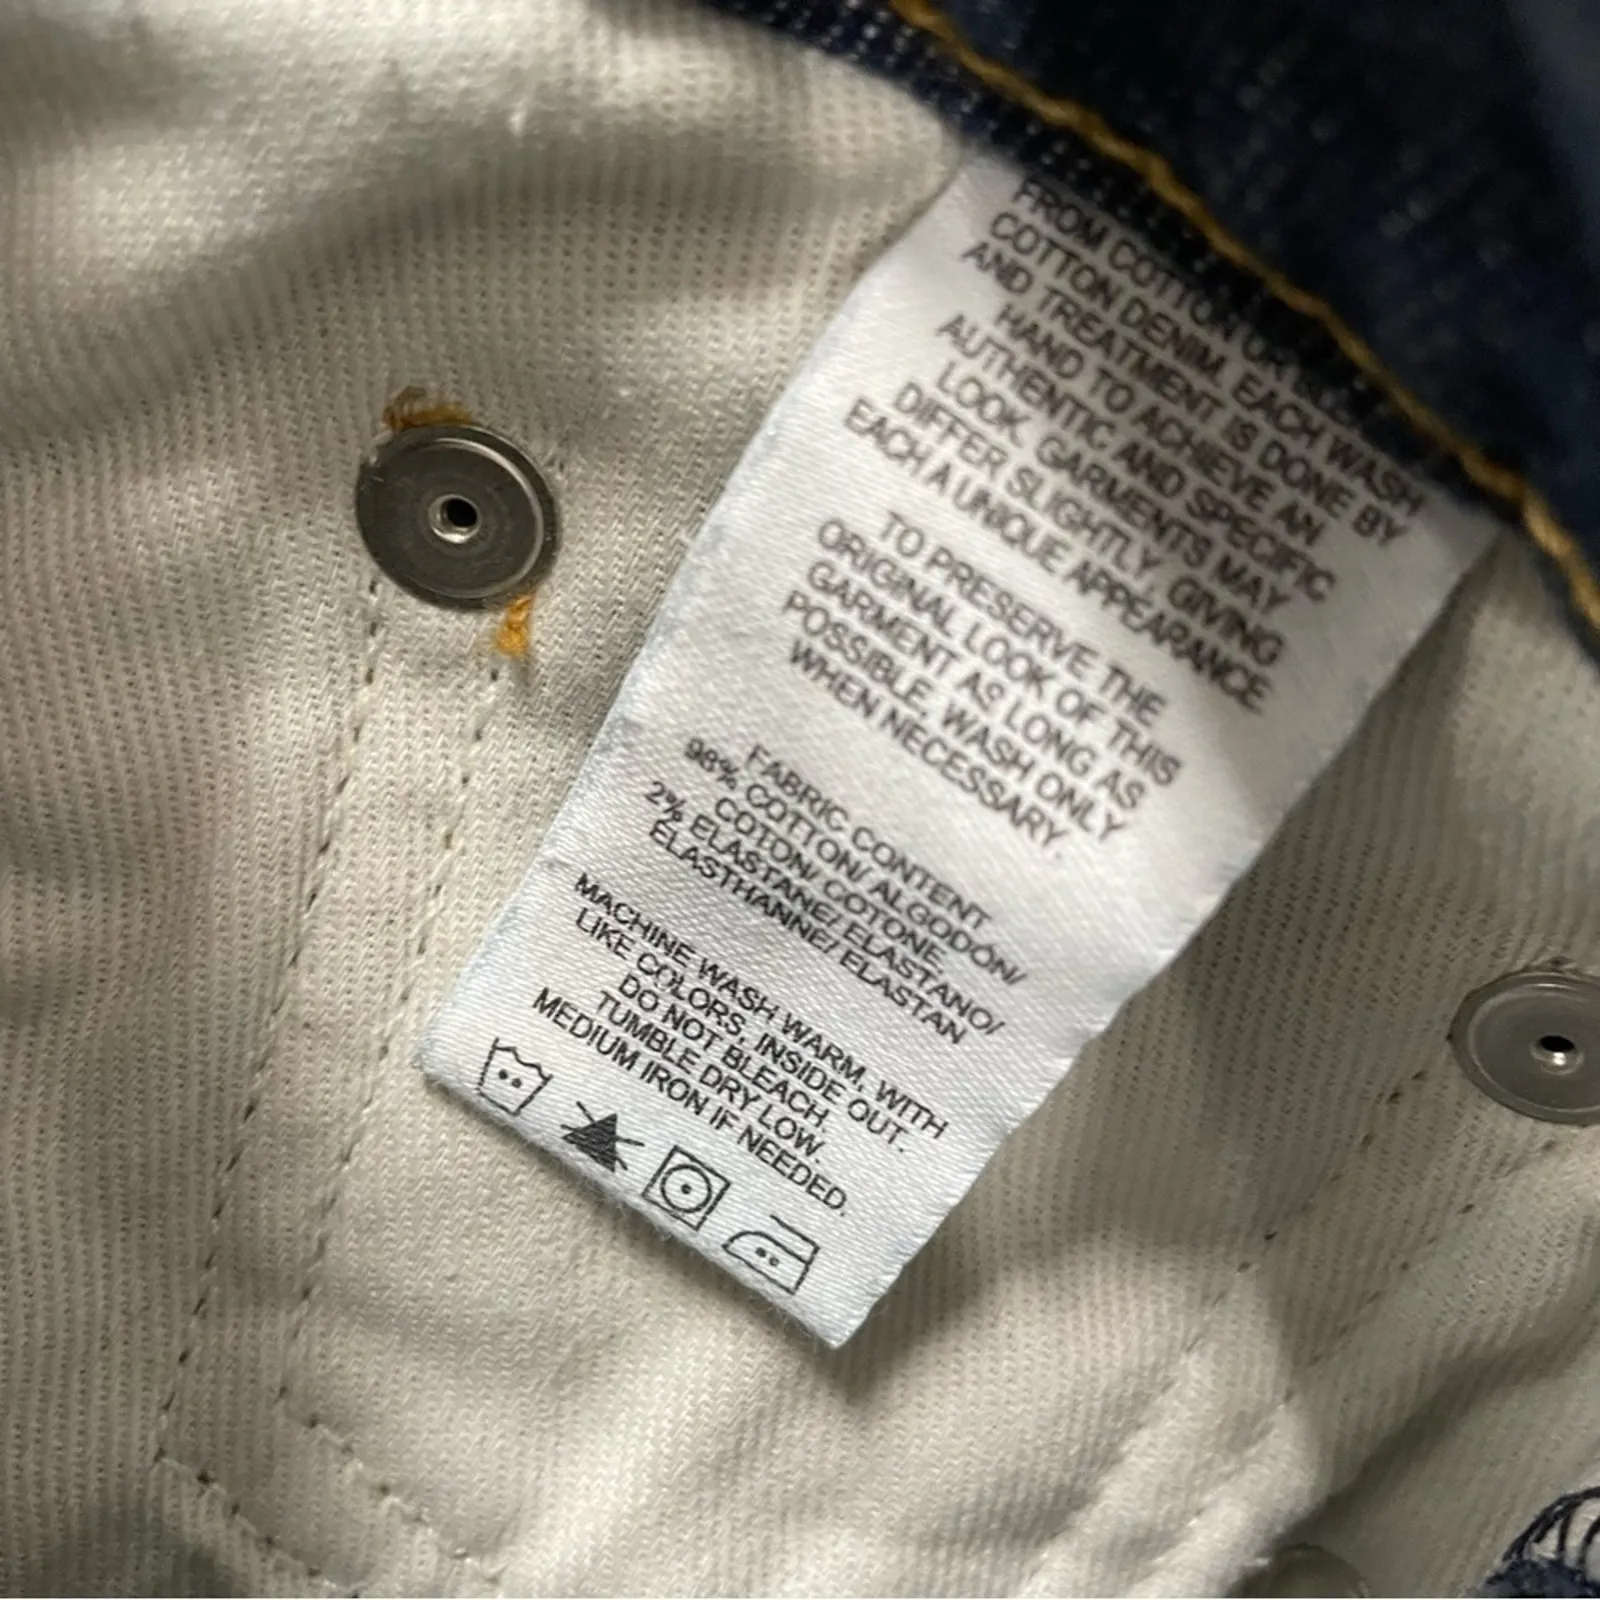 FROM COTTON OR
COTTON DENIM. EACH WASH
AND TREATMENT IS DONE BY
HAND TO ACHIEVE AN
AUTHENTIC AND SPECIFIC
LOOK. GARMENTS MAY
DIFFER SLIGHTLY, GIVING
EACH A UNIQUE APPEARANCE.
TO PRESERVE THE
ORIGINAL LOOK OF THIS
GARMENT AS LONG AS
POSSIBLE, WASH ONLY
WHEN NECESSARY.
FABRIC CONTENT
98% COTTON/ ALGODÓN/
COTON/ COTONE
2% ELASTANE/ ELASTANO/
ELASTHANNE/ ELASTAN
MACHINE WASH WARM, WITH
LIKE COLORS, INSIDE OUT.
DO NOT BLEACH.
TUMBLE DRY LOW.
MEDIUM IRON IF NEEDED.